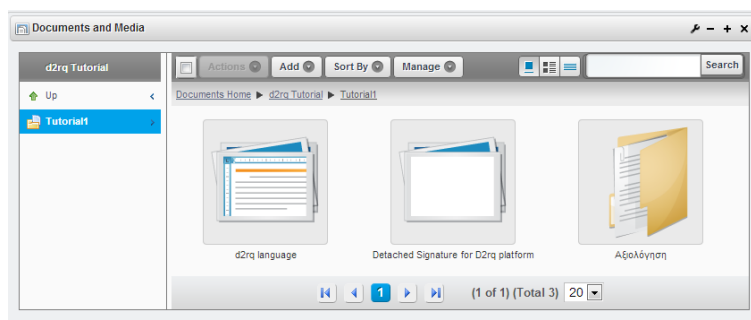 Documents and Media
d2rq Tutorial
Actions Add Sort By Manage Search
Up
Documents Home ▶ d2rq Tutorial ▶ Tutorial1
Tutorial1
d2rq language
Detached Signature for D2rq platform
Αξιολόγηση
1 (1 of 1) (Total 3) 20